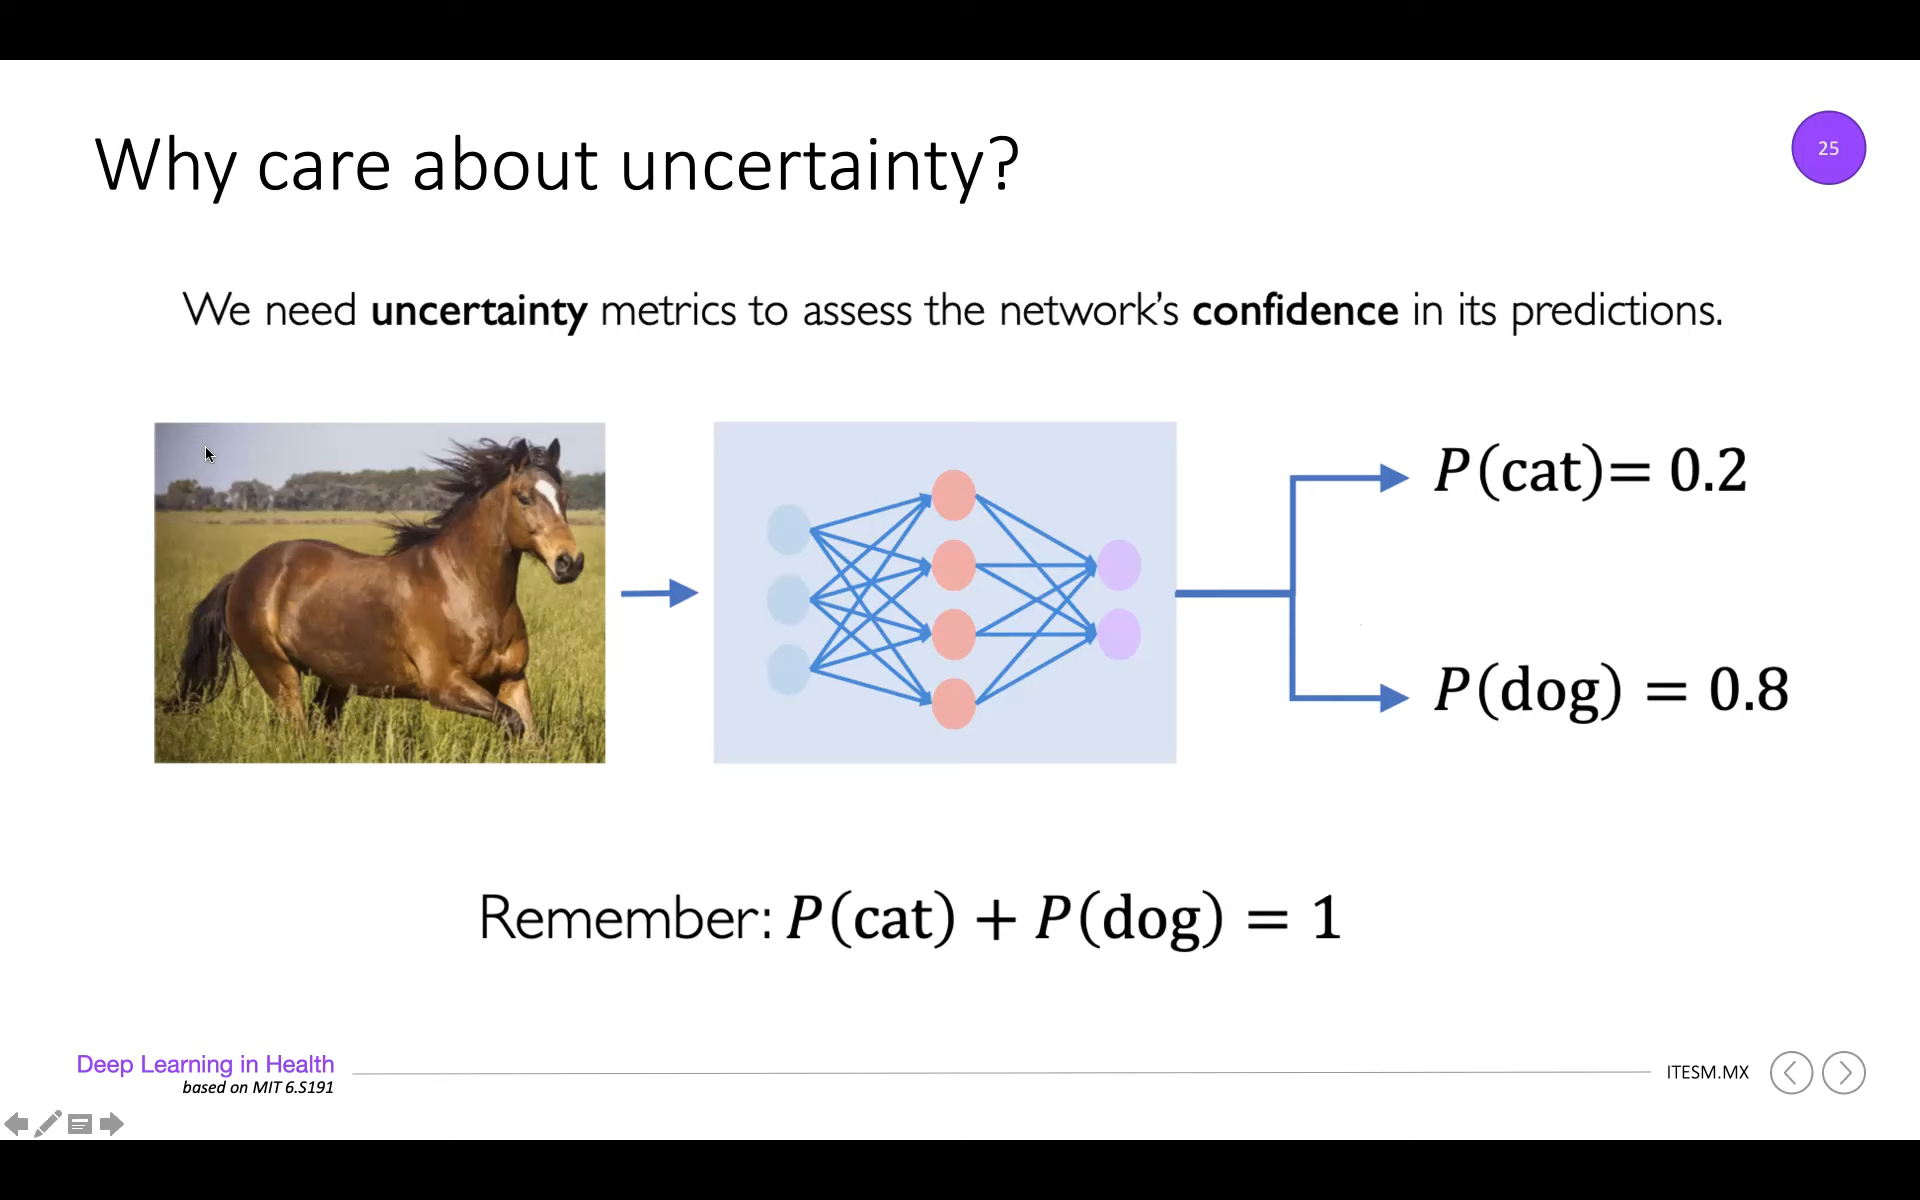 Why care about uncertainty?
25
We need uncertainty metrics to assess the network's confidence in its predictions.
P(cat)= 0.2
P(dog) = 0.8
Remember: P(cat) + P(dog) = 1
Deep Learning in Health
based on MIT 6.S191
ITESM.MX